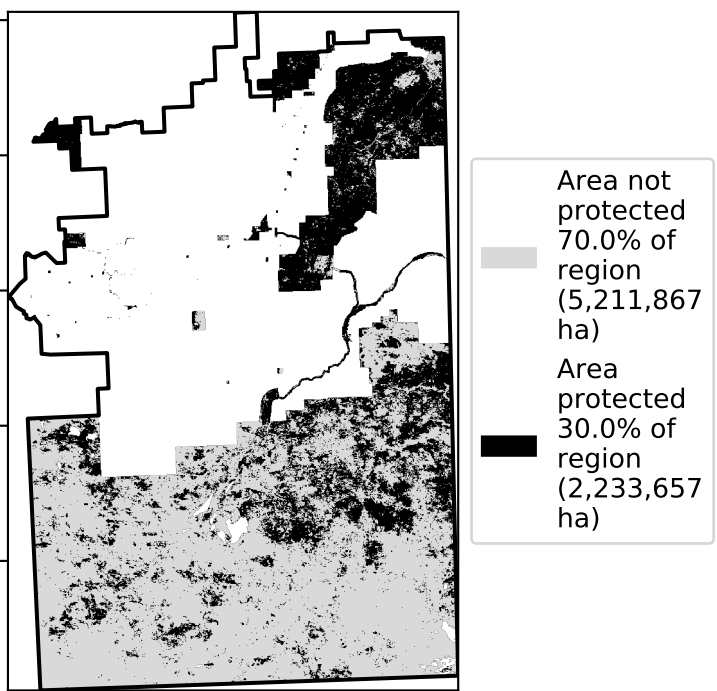 Area not
protected
70.0% of
region
(5,211,867
ha)
Area
protected
30.0% of
region
(2,233,657
ha)